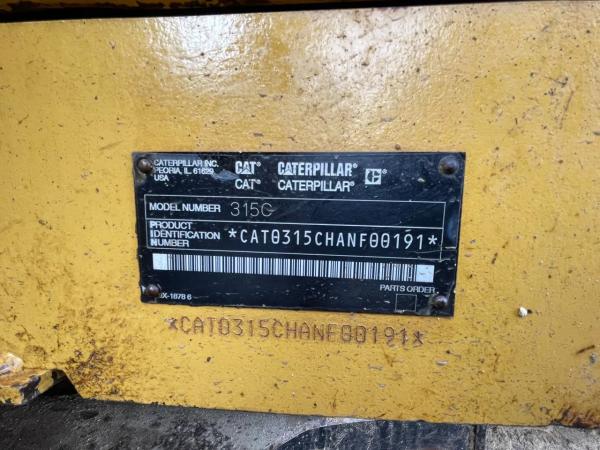 CATERPILLAR INC.
PEORIA, IL 61629
USA
CAT® CATERPILLAR®
CAT® CATERPILLAR®
MODEL NUMBER 315C
PRODUCT
IDENTIFICATION
NUMBER
*CAT0315CHANF00191*
PARTS ORDER
*CAT0315CHANF00191*